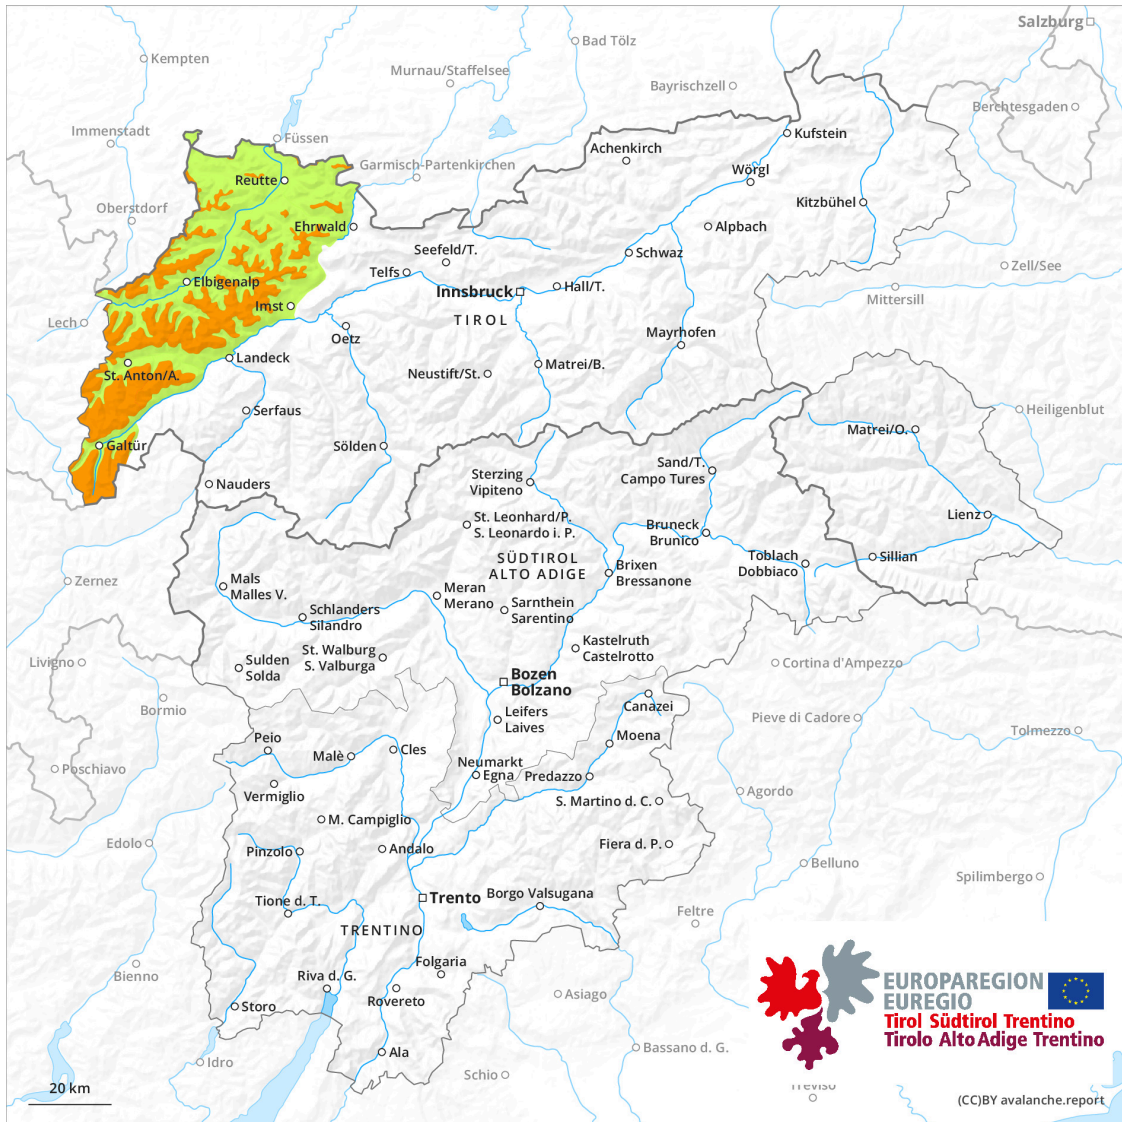 Salzburg
Bad Tölz
Kempten
Murnau/Staffelsee
Bayrischzell
Berchtesgaden
Immenstadt
Füssen
Kufstein
Achenkirch
Garmisch-Partenkirchen
Wörgl
Reutte
Kitzbühel
Oberstdorf
Ehrwald
Alpbach
Seefeld/T.
Schwaz
Zell/See
Telfs
Elbigenalp
Innsbruck
Hall/T.
Mittersill
Imst
Lech
TIROL
Oetz
Mayrhofen
Landeck
St. Anton/A.
Neustift/St.
Matrei/B.
Serfaus
Heiligenblut
Matrei/O.
Galtür
Sölden
Sterzing
Vipiteno
Sand/T.
Campo Tures
Nauders
St. Leonhard/P.
S. Leonardo i. P.
Bruneck
Brunico
Lienz
SÜDTIROL
ALTO ADIGE
Toblach
Dobbiaco
Sillian
Brixen
Bressanone
Zernez
Mals
Malles V.
Meran
Merano
Sarnthein
Sarentino
Schlanders
Silandro
Kastelruth
Castelrotto
St. Walburg
S. Valburga
Livigno
Sulden
Solda
Cortina d'Ampezzo
Bozen
Bolzano
Bormio
Canazei
Leifers
Laives
Pieve di Cadore
Tolmezzo
Peio
Moena
Malè
Cles
Poschiavo
Neumarkt
Egna
Predazzo
Vermiglio
Agordo
S. Martino d. C.
M. Campiglio
Edolo
Pinzolo
Andalo
Fiera d. P.
Belluno
Spilimbergo
Tione d. T.
Trento
Borgo Valsugana
Feltre
TRENTINO
Folgaria
Bienno
Riva d. G.
Rovereto
Asiago
Storo
EUROPAREGION
EUREGIO
Tirol Südtirol Trentino
Tirolo Alto Adige Trentino
Ala
Bassano d. G.
Idro
Schio
Treviso
20 km
(CC)BY avalanche.report